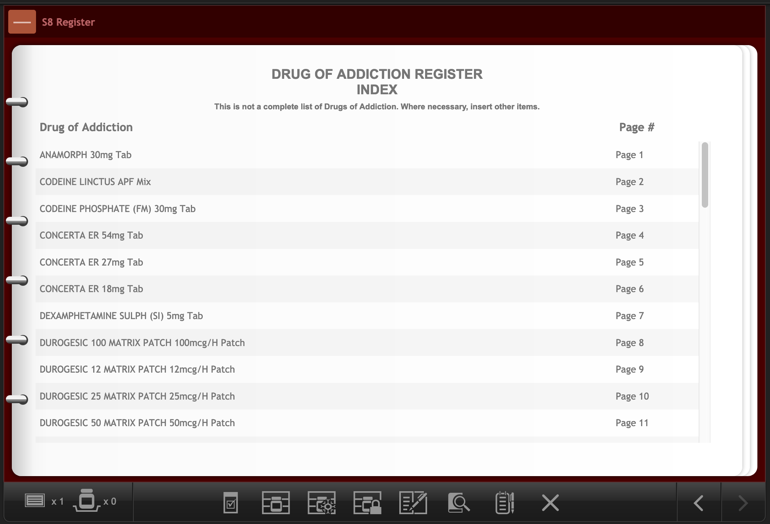 S8 Register
DRUG OF ADDICTION REGISTER
INDEX
This is not a complete list of Drugs of Addiction. Where necessary, insert other items.
Drug of Addiction Page #
ANAMORPH 30mg Tab Page 1
CODEINE LINCTUS APF Mix Page 2
CODEINE PHOSPHATE (FM) 30mg Tab Page 3
CONCERTA ER 54mg Tab Page 4
CONCERTA ER 27mg Tab Page 5
CONCERTA ER 18mg Tab Page 6
DEXAMPHETAMINE SULPH (SI) 5mg Tab Page 7
DUROGESIC 100 MATRIX PATCH 100mcg/H Patch Page 8
DUROGESIC 12 MATRIX PATCH 12mcg/H Patch Page 9
DUROGESIC 25 MATRIX PATCH 25mcg/H Patch Page 10
DUROGESIC 50 MATRIX PATCH 50mcg/H Patch Page 11
x 1 x 0